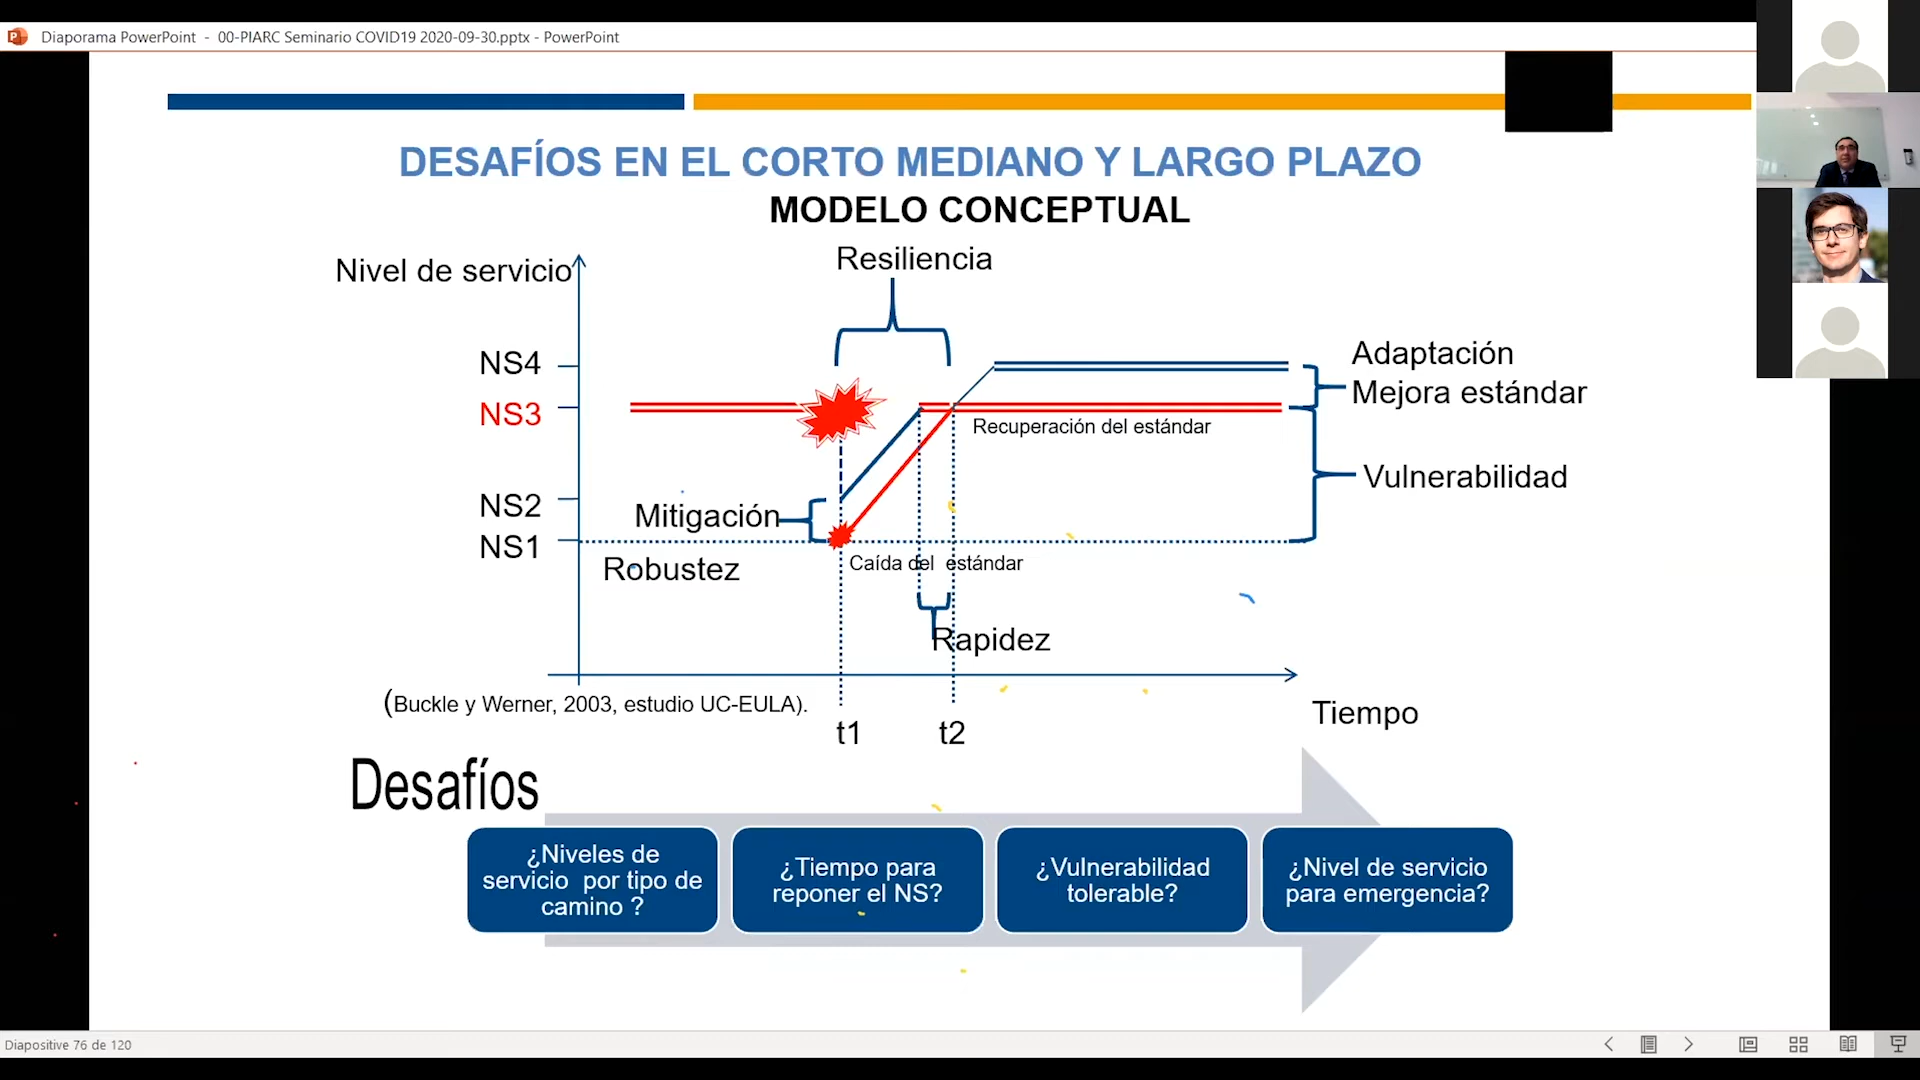 Diaporama PowerPoint - 00-PIARC Seminario COVID19 2020-09-30.pptx - PowerPoint
DESAFÍOS EN EL CORTO MEDIANO Y LARGO PLAZO
MODELO CONCEPTUAL
Nivel de servicio
Resiliencia
NS4
NS3
NS2
NS1
Adaptación
Mejora estándar
Recuperación del estándar
Vulnerabilidad
Mitigación
Robustez
Caída del estándar
Rapidez
(Buckle y Werner, 2003, estudio UC-EULA).
t1
t2
Tiempo
Desafíos
¿Niveles de
servicio por tipo de
camino ?
¿Tiempo para
reponer el NS?
¿Vulnerabilidad
tolerable?
¿Nivel de servicio
para emergencia?
Diapositive 76 de 120